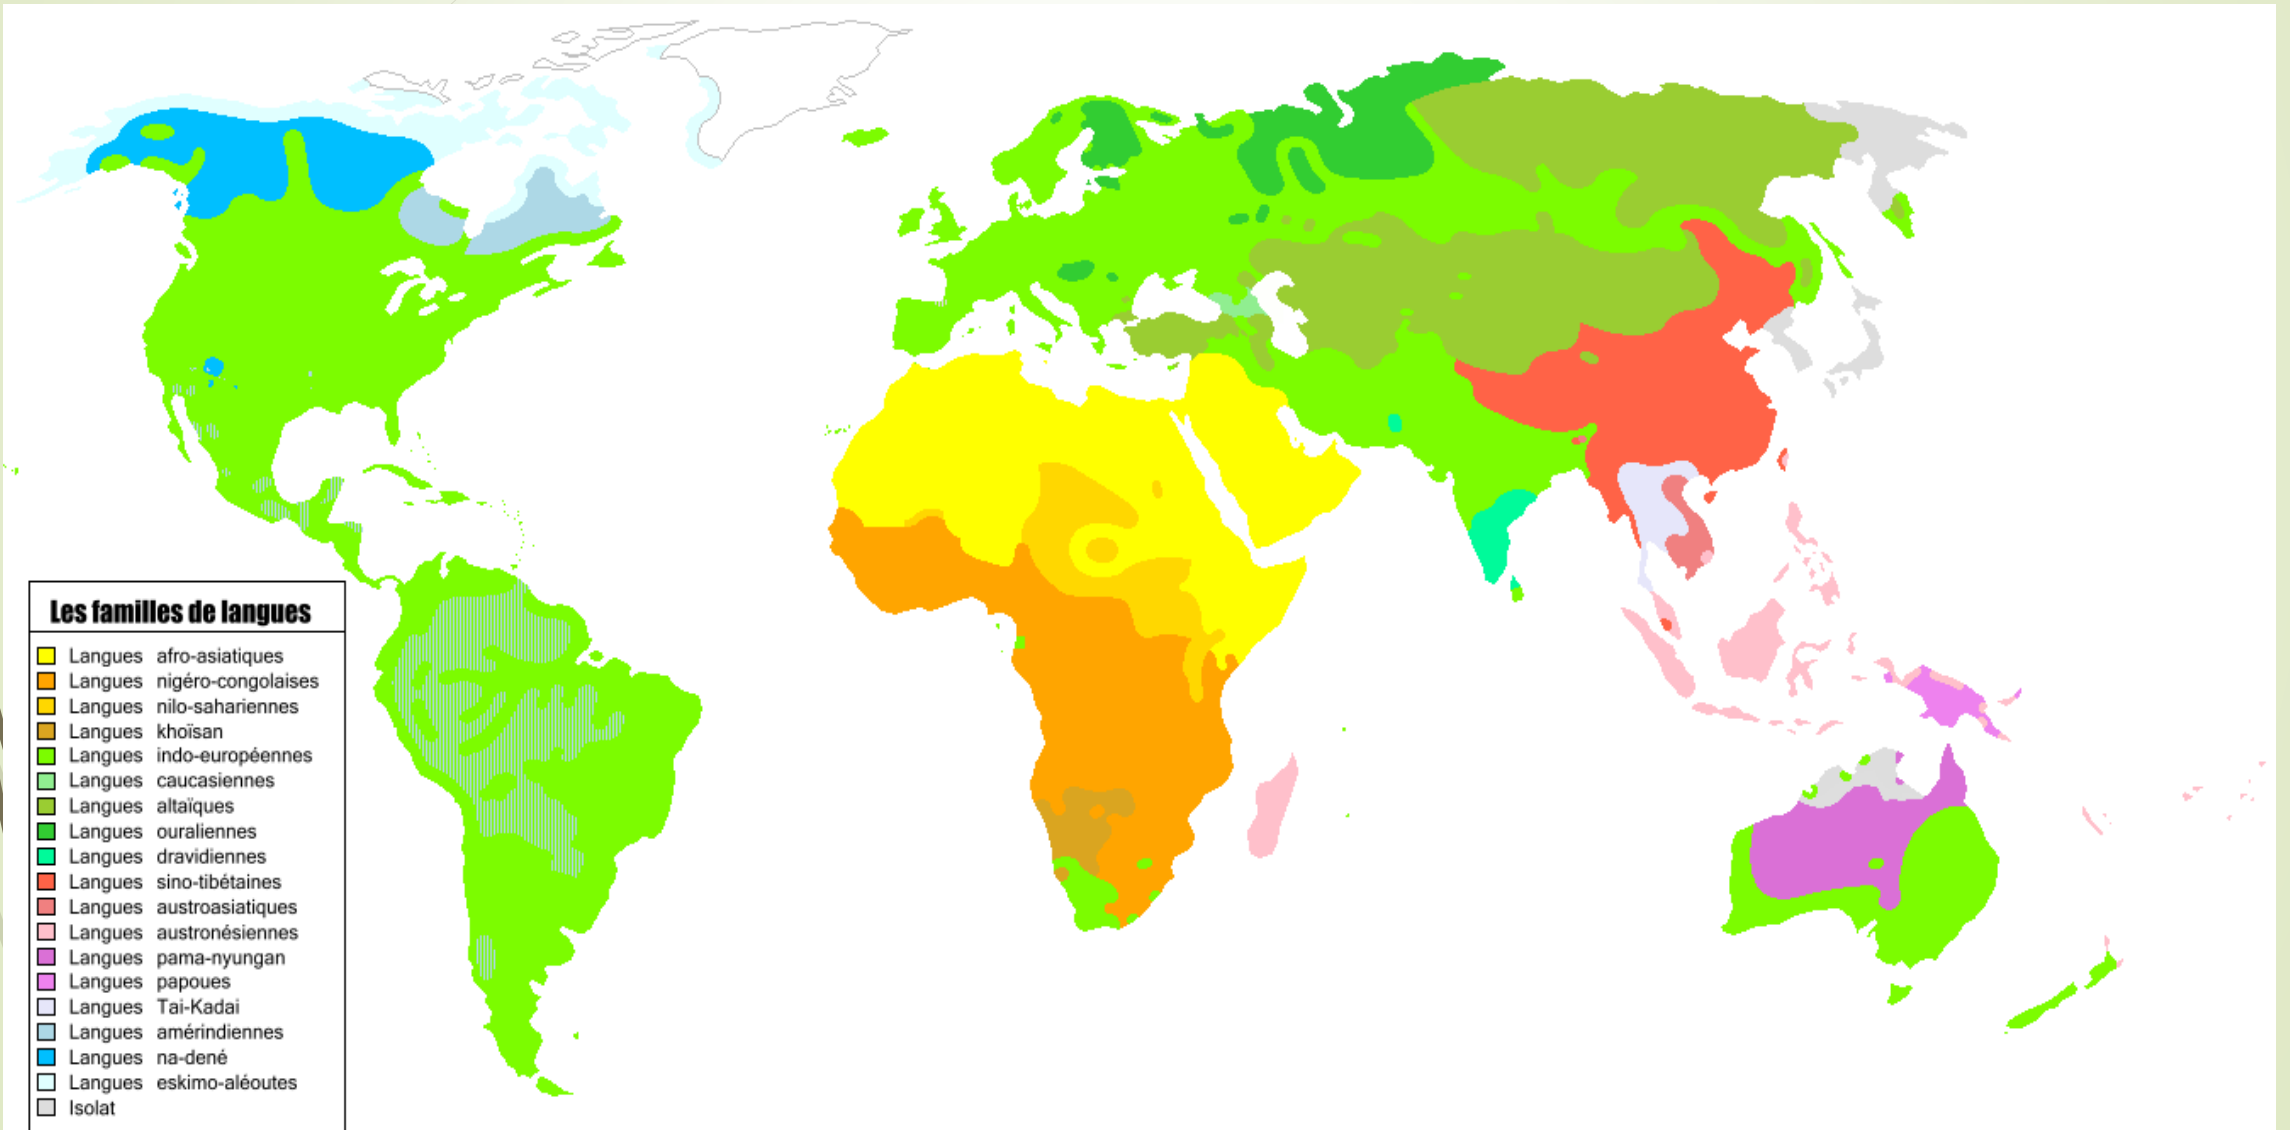 Les familles de langues
Langues afro-asiatiques
Langues nigéro-congolaises
Langues nilo-sahariennes
Langues khoïsan
Langues indo-européennes
Langues caucasiennes
Langues altaïques
Langues ouraliennes
Langues dravidiennes
Langues sino-tibétaines
Langues austroasiatiques
Langues austronésiennes
Langues pama-nyungan
Langues papoues
Langues Tai-Kadai
Langues amérindiennes
Langues na-dené
Langues eskimo-aléoutes
Isolat